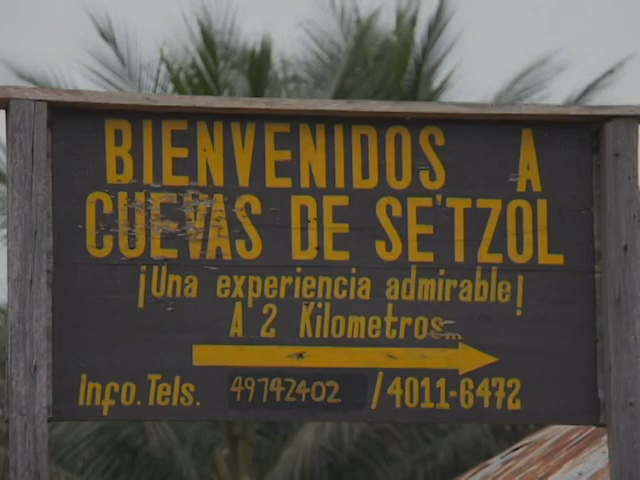 BIENVENIDOS A
CUEVAS DE SE'TZOL
¡Una experiencia admirable!
A 2 Kilometros
Info. Tels. 49742402 /4011-6472